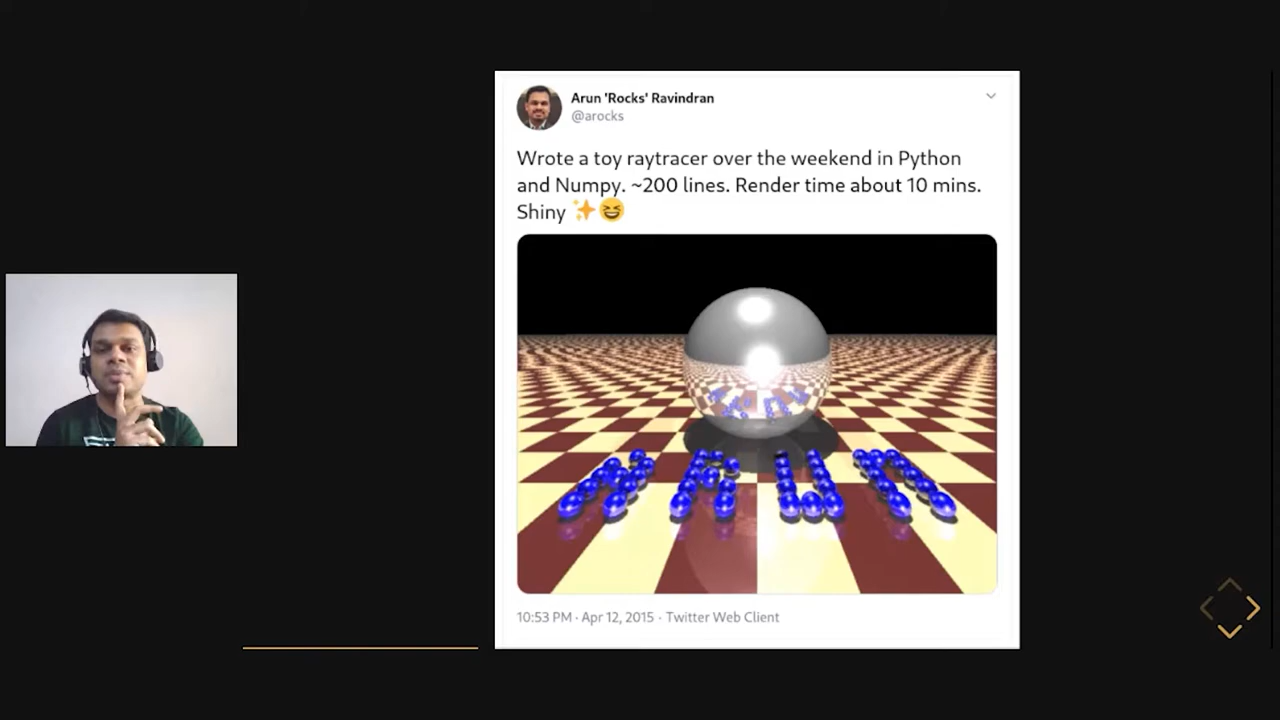 Arun 'Rocks' Ravindran
@arocks
Wrote a toy raytracer over the weekend in Python
and Numpy. ~200 lines. Render time about 10 mins.
Shiny ✨😆
ARUN
10:53 PM · Apr 12, 2015 · Twitter Web Client